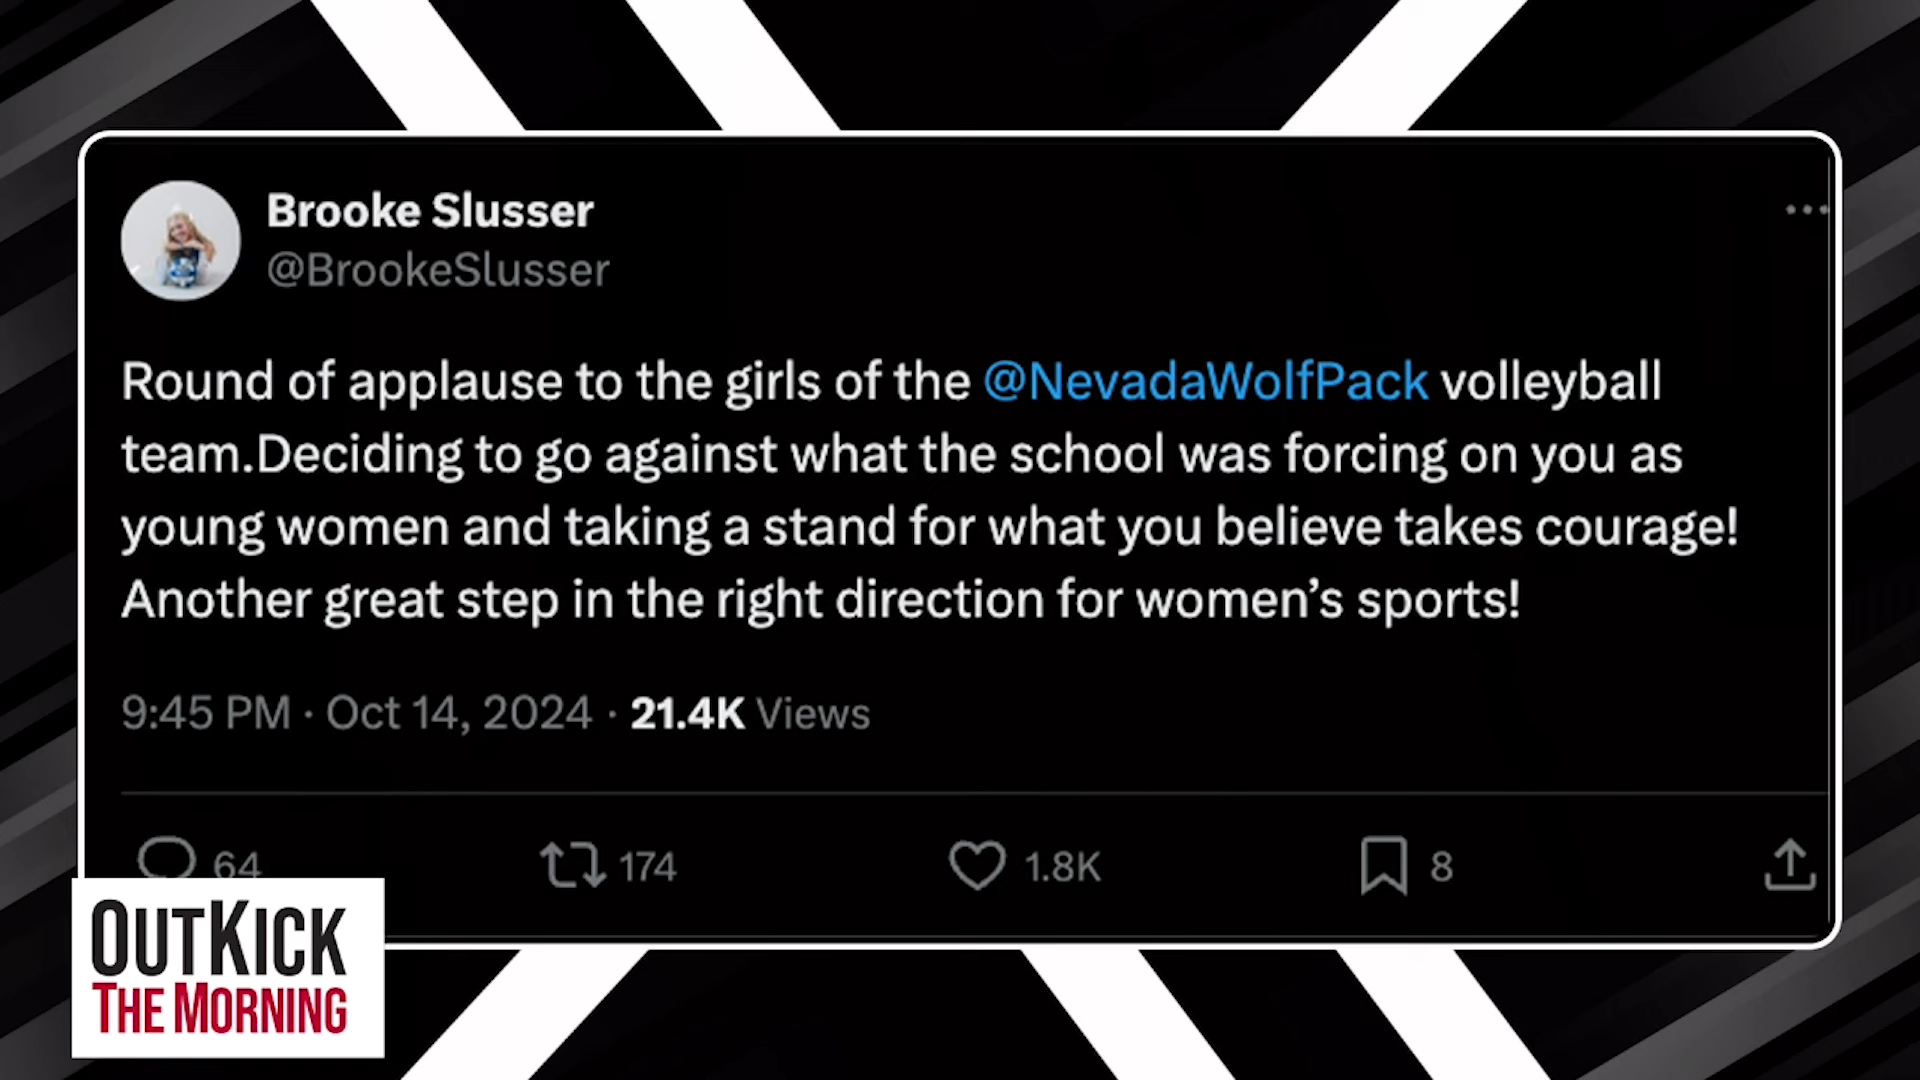 Brooke Slusser
@BrookeSlusser
Round of applause to the girls of the @NevadaWolfPack volleyball
team.Deciding to go against what the school was forcing on you as
young women and taking a stand for what you believe takes courage!
Another great step in the right direction for women’s sports!
9:45 PM · Oct 14, 2024 · 21.4K Views
64 174 1.8K 8
OUTKICK
THE MORNING